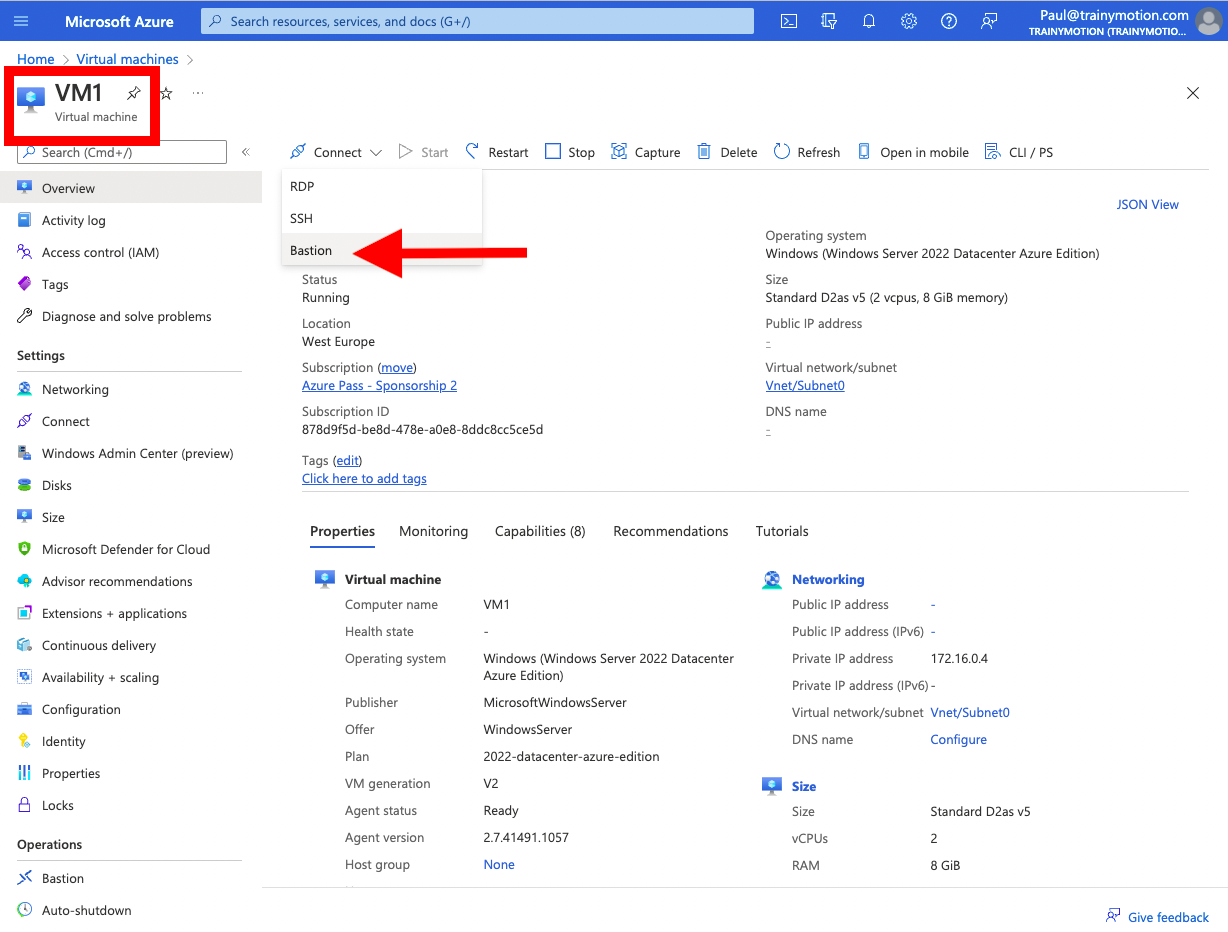 Microsoft Azure
Search resources, services, and docs (G+/)
Paul@trainymotion.com
TRAINYMOTION (TRAINYMOTIO...
Home > Virtual machines >
VM1
Virtual machine
Search (Cmd+/)
«
Connect
Start
Restart
Stop
Capture
Delete
Refresh
Open in mobile
CLI / PS
Overview
Activity log
Access control (IAM)
Tags
Diagnose and solve problems
Settings
Networking
Connect
Windows Admin Center (preview)
Disks
Size
Microsoft Defender for Cloud
Advisor recommendations
Extensions + applications
Continuous delivery
Availability + scaling
Configuration
Identity
Properties
Locks
Operations
Bastion
Auto-shutdown
RDP
SSH
Bastion
JSON View
Status
Running
Location
West Europe
Subscription (move)
Azure Pass - Sponsorship 2
Subscription ID
878d9f5d-be8d-478e-a0e8-8ddc8cc5ce5d
Tags (edit)
Click here to add tags
Operating system
Windows (Windows Server 2022 Datacenter Azure Edition)
Size
Standard D2as v5 (2 vcpus, 8 GiB memory)
Public IP address
-
Virtual network/subnet
Vnet/Subnet0
DNS name
-
Properties
Monitoring
Capabilities (8)
Recommendations
Tutorials
Virtual machine
Computer name VM1
Health state -
Operating system Windows (Windows Server 2022 Datacenter
Azure Edition)
Publisher MicrosoftWindowsServer
Offer WindowsServer
Plan 2022-datacenter-azure-edition
VM generation V2
Agent status Ready
Agent version 2.7.41491.1057
Host group None
Networking
Public IP address -
Public IP address (IPv6) -
Private IP address 172.16.0.4
Private IP address (IPv6) -
Virtual network/subnet Vnet/Subnet0
DNS name Configure
Size
Size Standard D2as v5
vCPUs 2
RAM 8 GiB
Give feedback